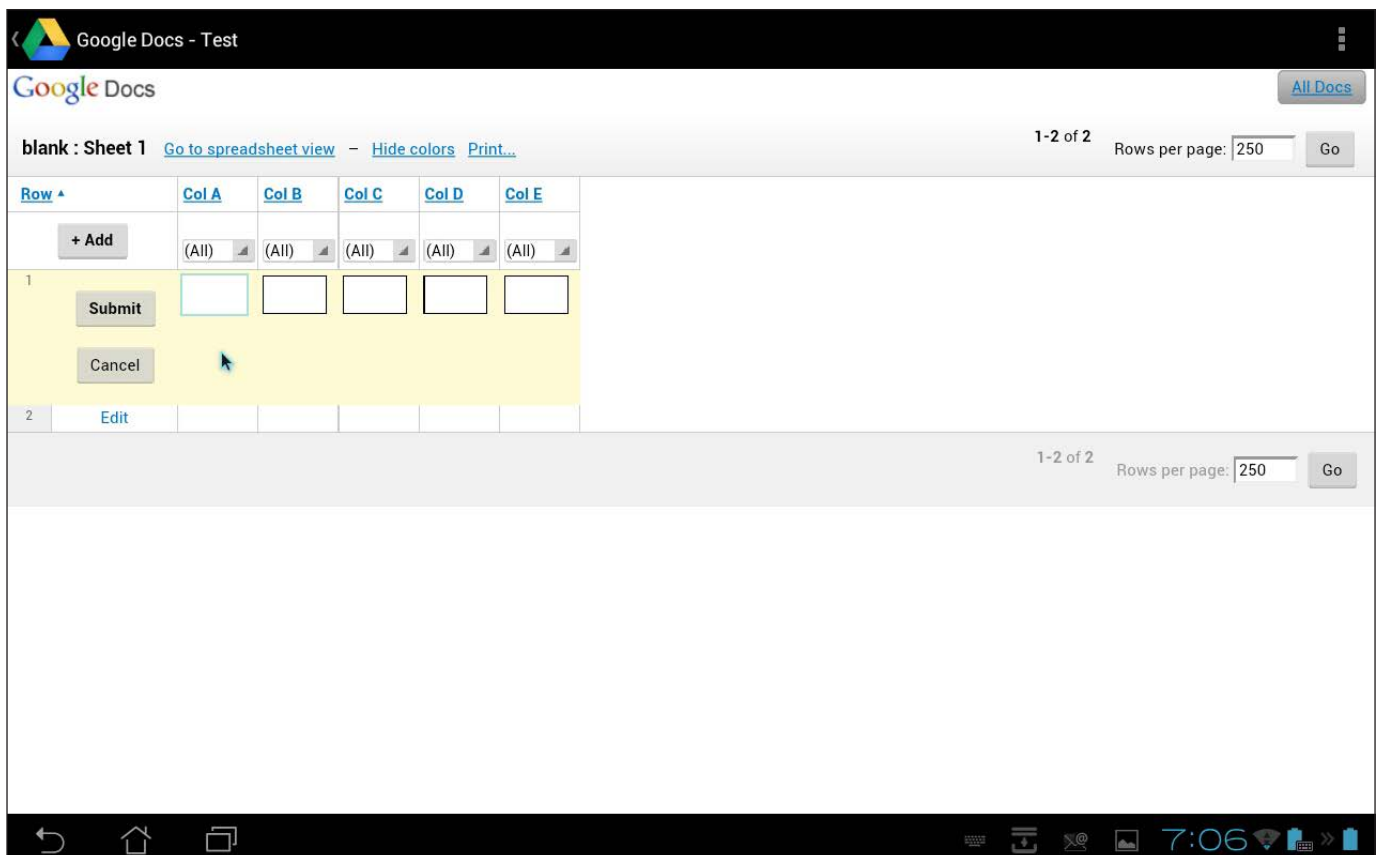 Google Docs - Test
Google Docs
All Docs
blank : Sheet 1 Go to spreadsheet view – Hide colors Print... 1-2 of 2 Rows per page: 250 Go
Row Col A Col B Col C Col D Col E
+ Add (All) (All) (All) (All) (All)
1
Submit
Cancel
2 Edit
1-2 of 2 Rows per page: 250 Go
7:06